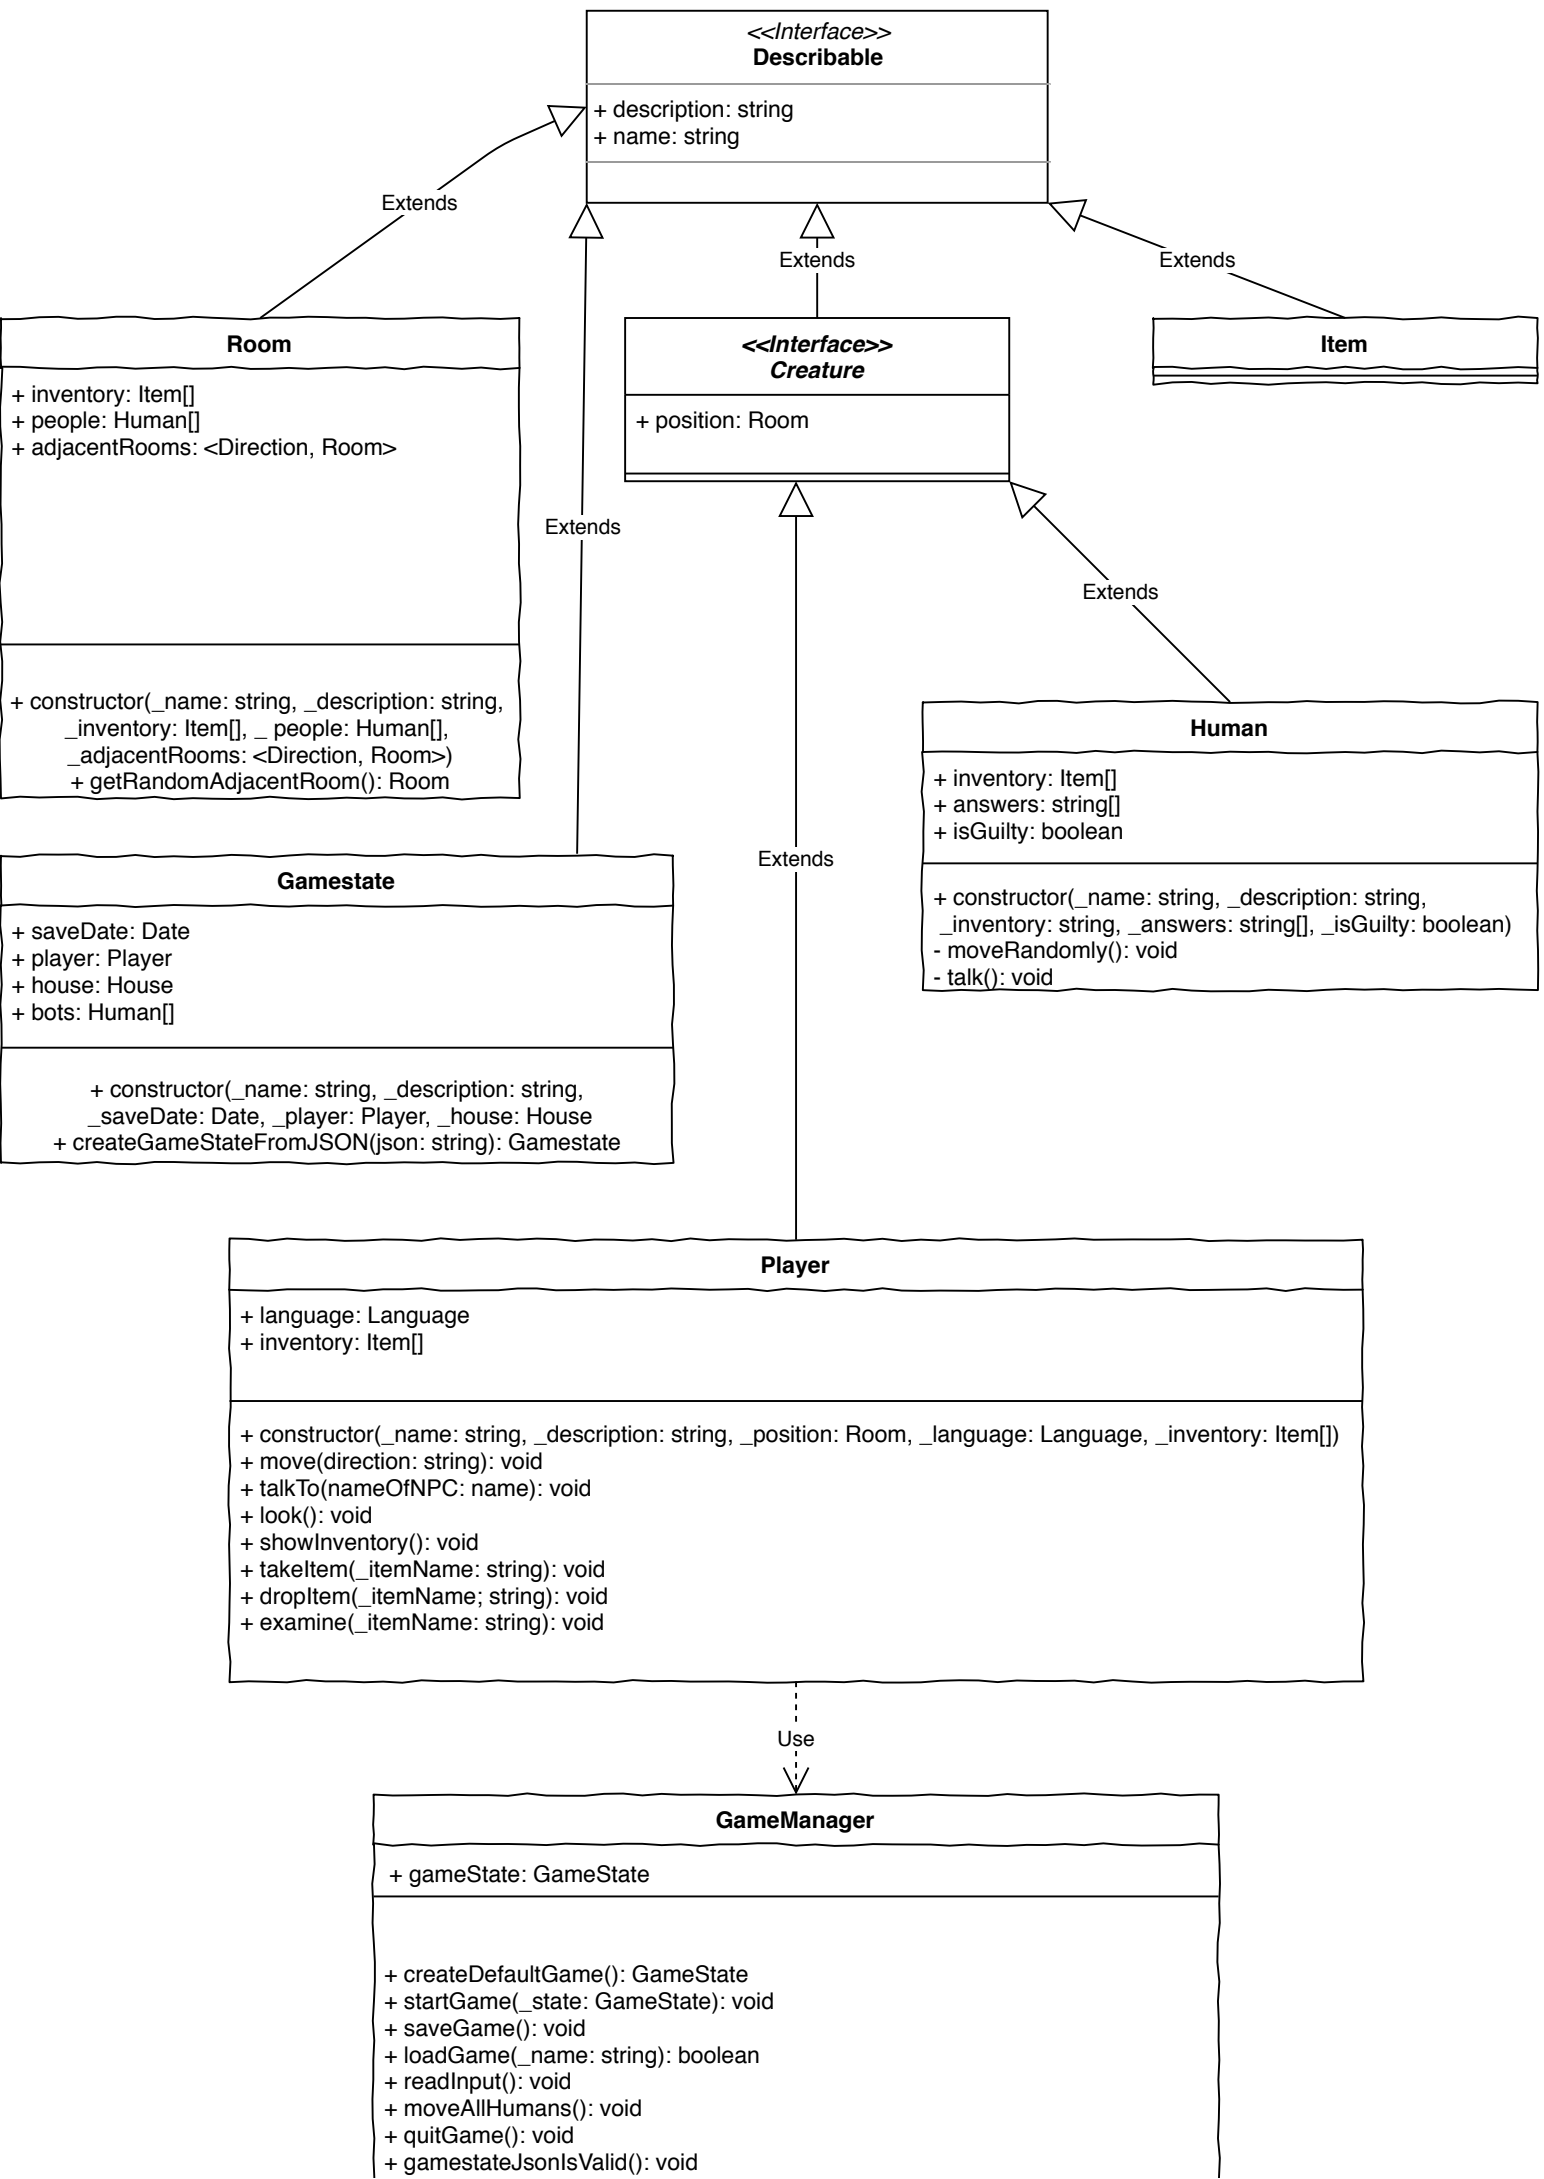 <<Interface>>
Describable
+ description: string
+ name: string
Extends
Extends
Extends
Room
+ inventory: Item[]
+ people: Human[]
+ adjacentRooms: <Direction, Room>
+ constructor(_name: string, _description: string,
_inventory: Item[], _ people: Human[],
_adjacentRooms: <Direction, Room>)
+ getRandomAdjacentRoom(): Room
<<Interface>>
Creature
+ position: Room
Item
Extends
Extends
Human
+ inventory: Item[]
+ answers: string[]
+ isGuilty: boolean
+ constructor(_name: string, _description: string,
_inventory: string, _answers: string[], _isGuilty: boolean)
- moveRandomly(): void
- talk(): void
Extends
Gamestate
+ saveDate: Date
+ player: Player
+ house: House
+ bots: Human[]
+ constructor(_name: string, _description: string,
_saveDate: Date, _player: Player, _house: House
+ createGameStateFromJSON(json: string): Gamestate
Player
+ language: Language
+ inventory: Item[]
+ constructor(_name: string, _description: string, _position: Room, _language: Language, _inventory: Item[])
+ move(direction: string): void
+ talkTo(nameOfNPC: name): void
+ look(): void
+ showInventory(): void
+ takeItem(_itemName: string): void
+ dropItem(_itemName; string): void
+ examine(_itemName: string): void
Use
GameManager
+ gameState: GameState
+ createDefaultGame(): GameState
+ startGame(_state: GameState): void
+ saveGame(): void
+ loadGame(_name: string): boolean
+ readInput(): void
+ moveAllHumans(): void
+ quitGame(): void
+ gamestateJsonIsValid(): void